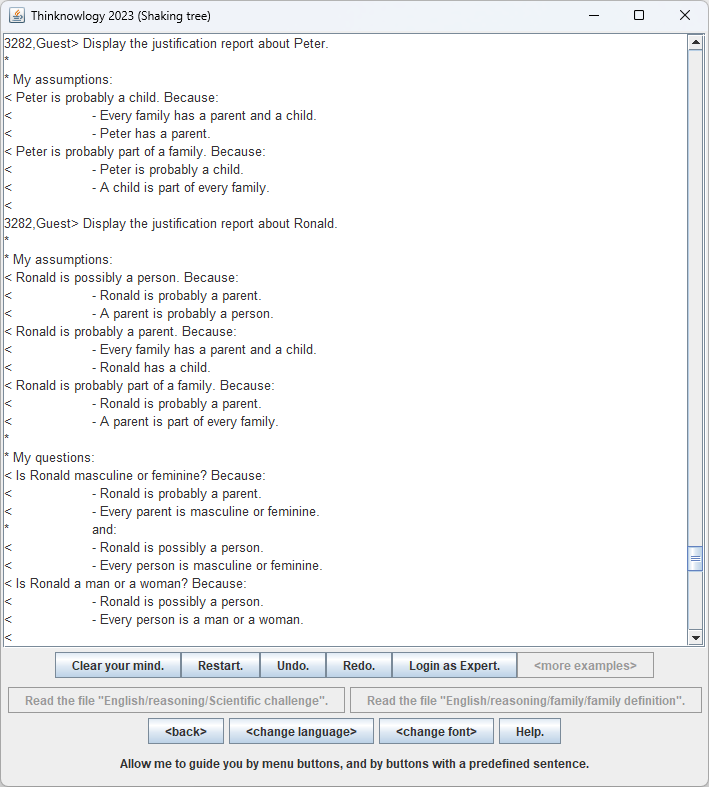 Thinknowlogy 2023 (Shaking tree)
3282,Guest> Display the justification report about Peter.
*
* My assumptions:
< Peter is probably a child. Because:
< - Every family has a parent and a child.
< - Peter has a parent.
< Peter is probably part of a family. Because:
< - Peter is probably a child.
< - A child is part of every family.
<
3282,Guest> Display the justification report about Ronald.
*
* My assumptions:
< Ronald is possibly a person. Because:
< - Ronald is probably a parent.
< - A parent is probably a person.
< Ronald is probably a parent. Because:
< - Every family has a parent and a child.
< - Ronald has a child.
< Ronald is probably part of a family. Because:
< - Ronald is probably a parent.
< - A parent is part of every family.
*
* My questions:
< Is Ronald masculine or feminine? Because:
< - Ronald is probably a parent.
< - Every parent is masculine or feminine.
* and:
< - Ronald is possibly a person.
< - Every person is masculine or feminine.
< Is Ronald a man or a woman? Because:
< - Ronald is possibly a person.
< - Every person is a man or a woman.
<
Clear your mind. Restart. Undo. Redo. Login as Expert. <more examples>
Read the file "English/reasoning/Scientific challenge". Read the file "English/reasoning/family/family definition".
<back> <change language> <change font> Help.
Allow me to guide you by menu buttons, and by buttons with a predefined sentence.